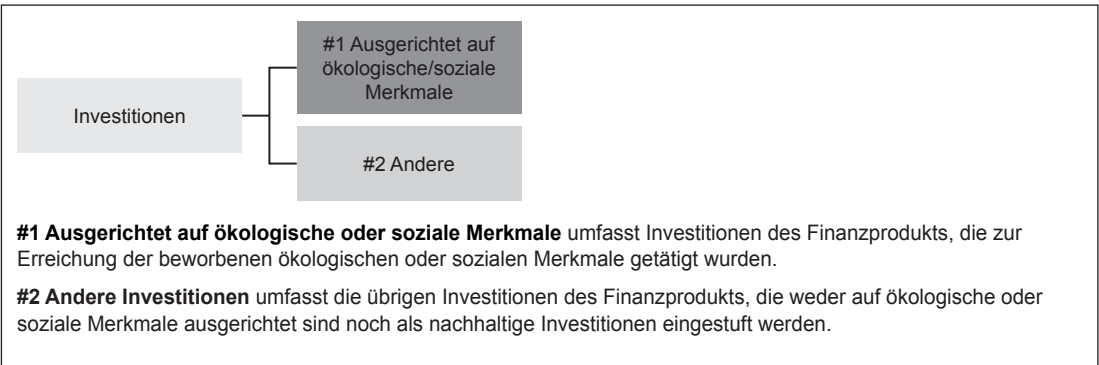 #1 Ausgerichtet auf
ökologische/soziale
Merkmale
Investitionen
#2 Andere
#1 Ausgerichtet auf ökologische oder soziale Merkmale umfasst Investitionen des Finanzprodukts, die zur
Erreichung der beworbenen ökologischen oder sozialen Merkmale getätigt wurden.
#2 Andere Investitionen umfasst die übrigen Investitionen des Finanzprodukts, die weder auf ökologische oder
soziale Merkmale ausgerichtet sind noch als nachhaltige Investitionen eingestuft werden.